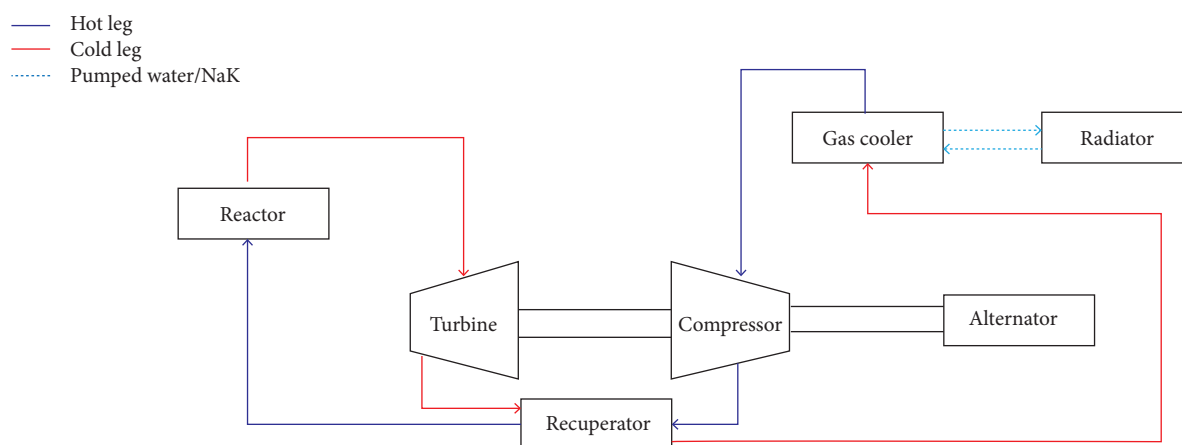 Hot leg
Cold leg
Pumped water/NaK
Gas cooler
Radiator
Reactor
Turbine
Compressor
Alternator
Recuperator